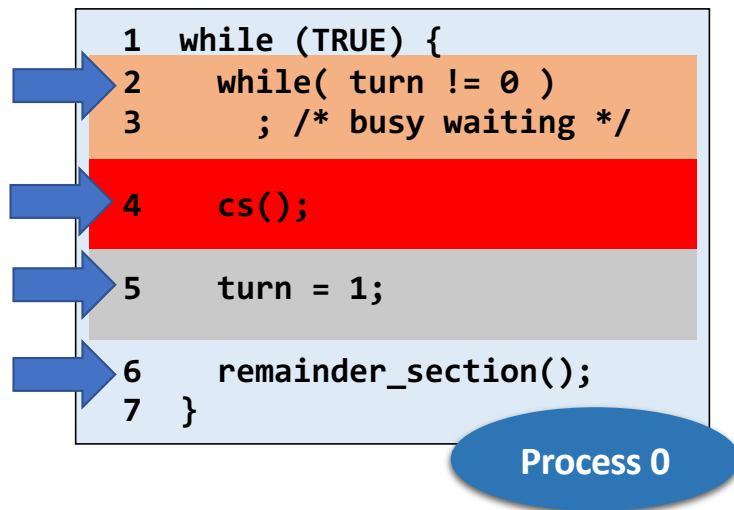 1 while (TRUE) {
2 while( turn != 0 )
3 ; /* busy waiting */
4 cs();
5 turn = 1;
6 remainder_section();
7 }
Process 0